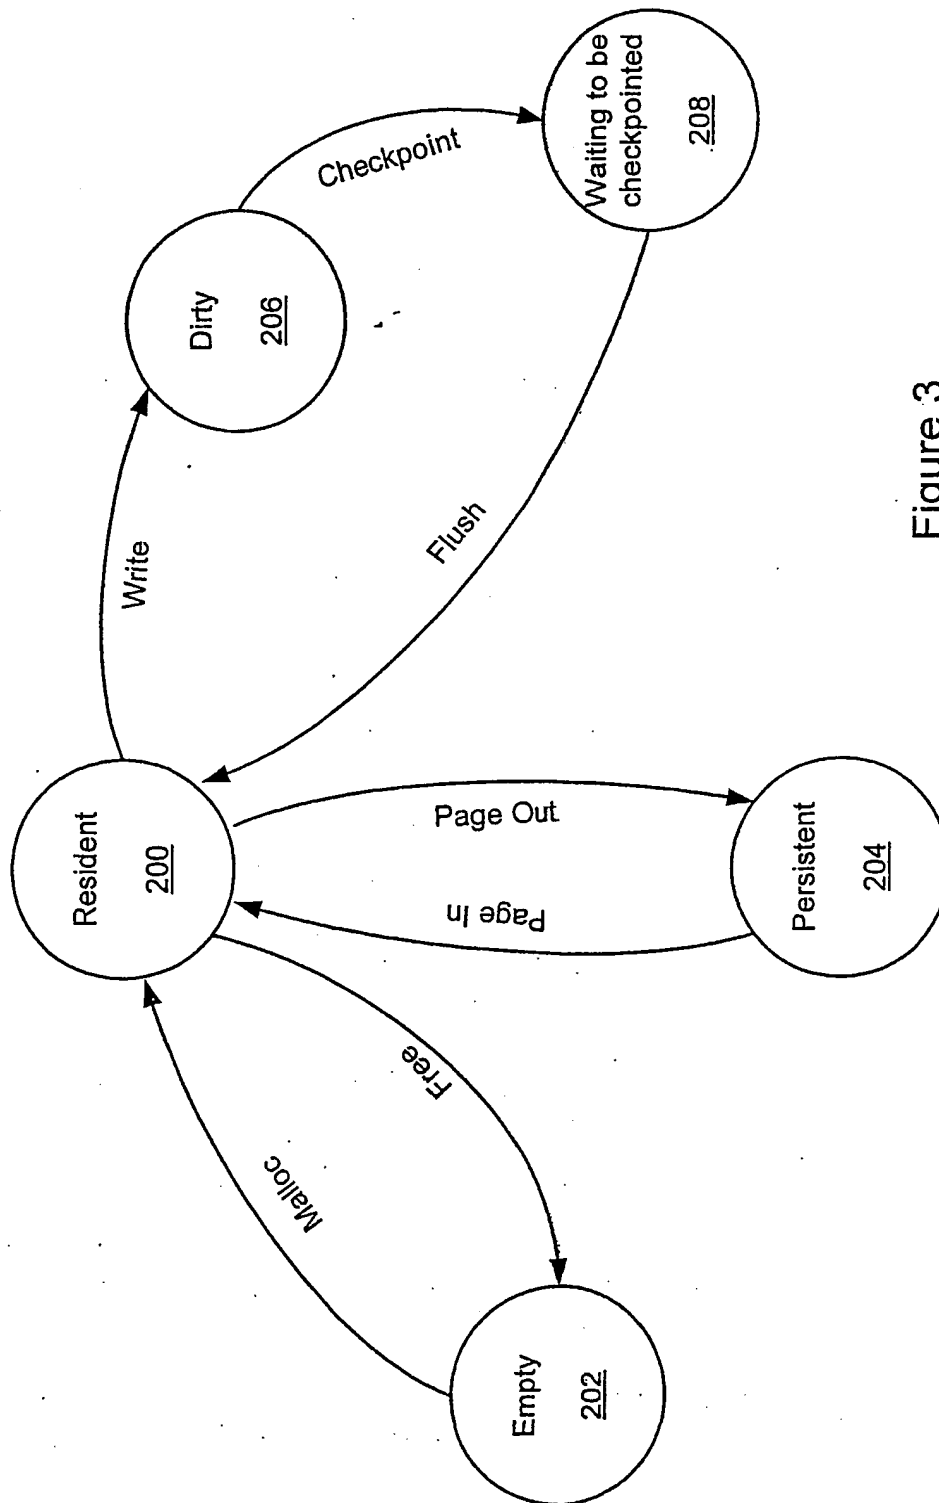 Resident
200
Write
Dirty
206
Checkpoint
Waiting to be
checkpointed
208
Flush
Page Out
Page In
Persistent
204
Free
Malloc
Empty
202
Figure 3